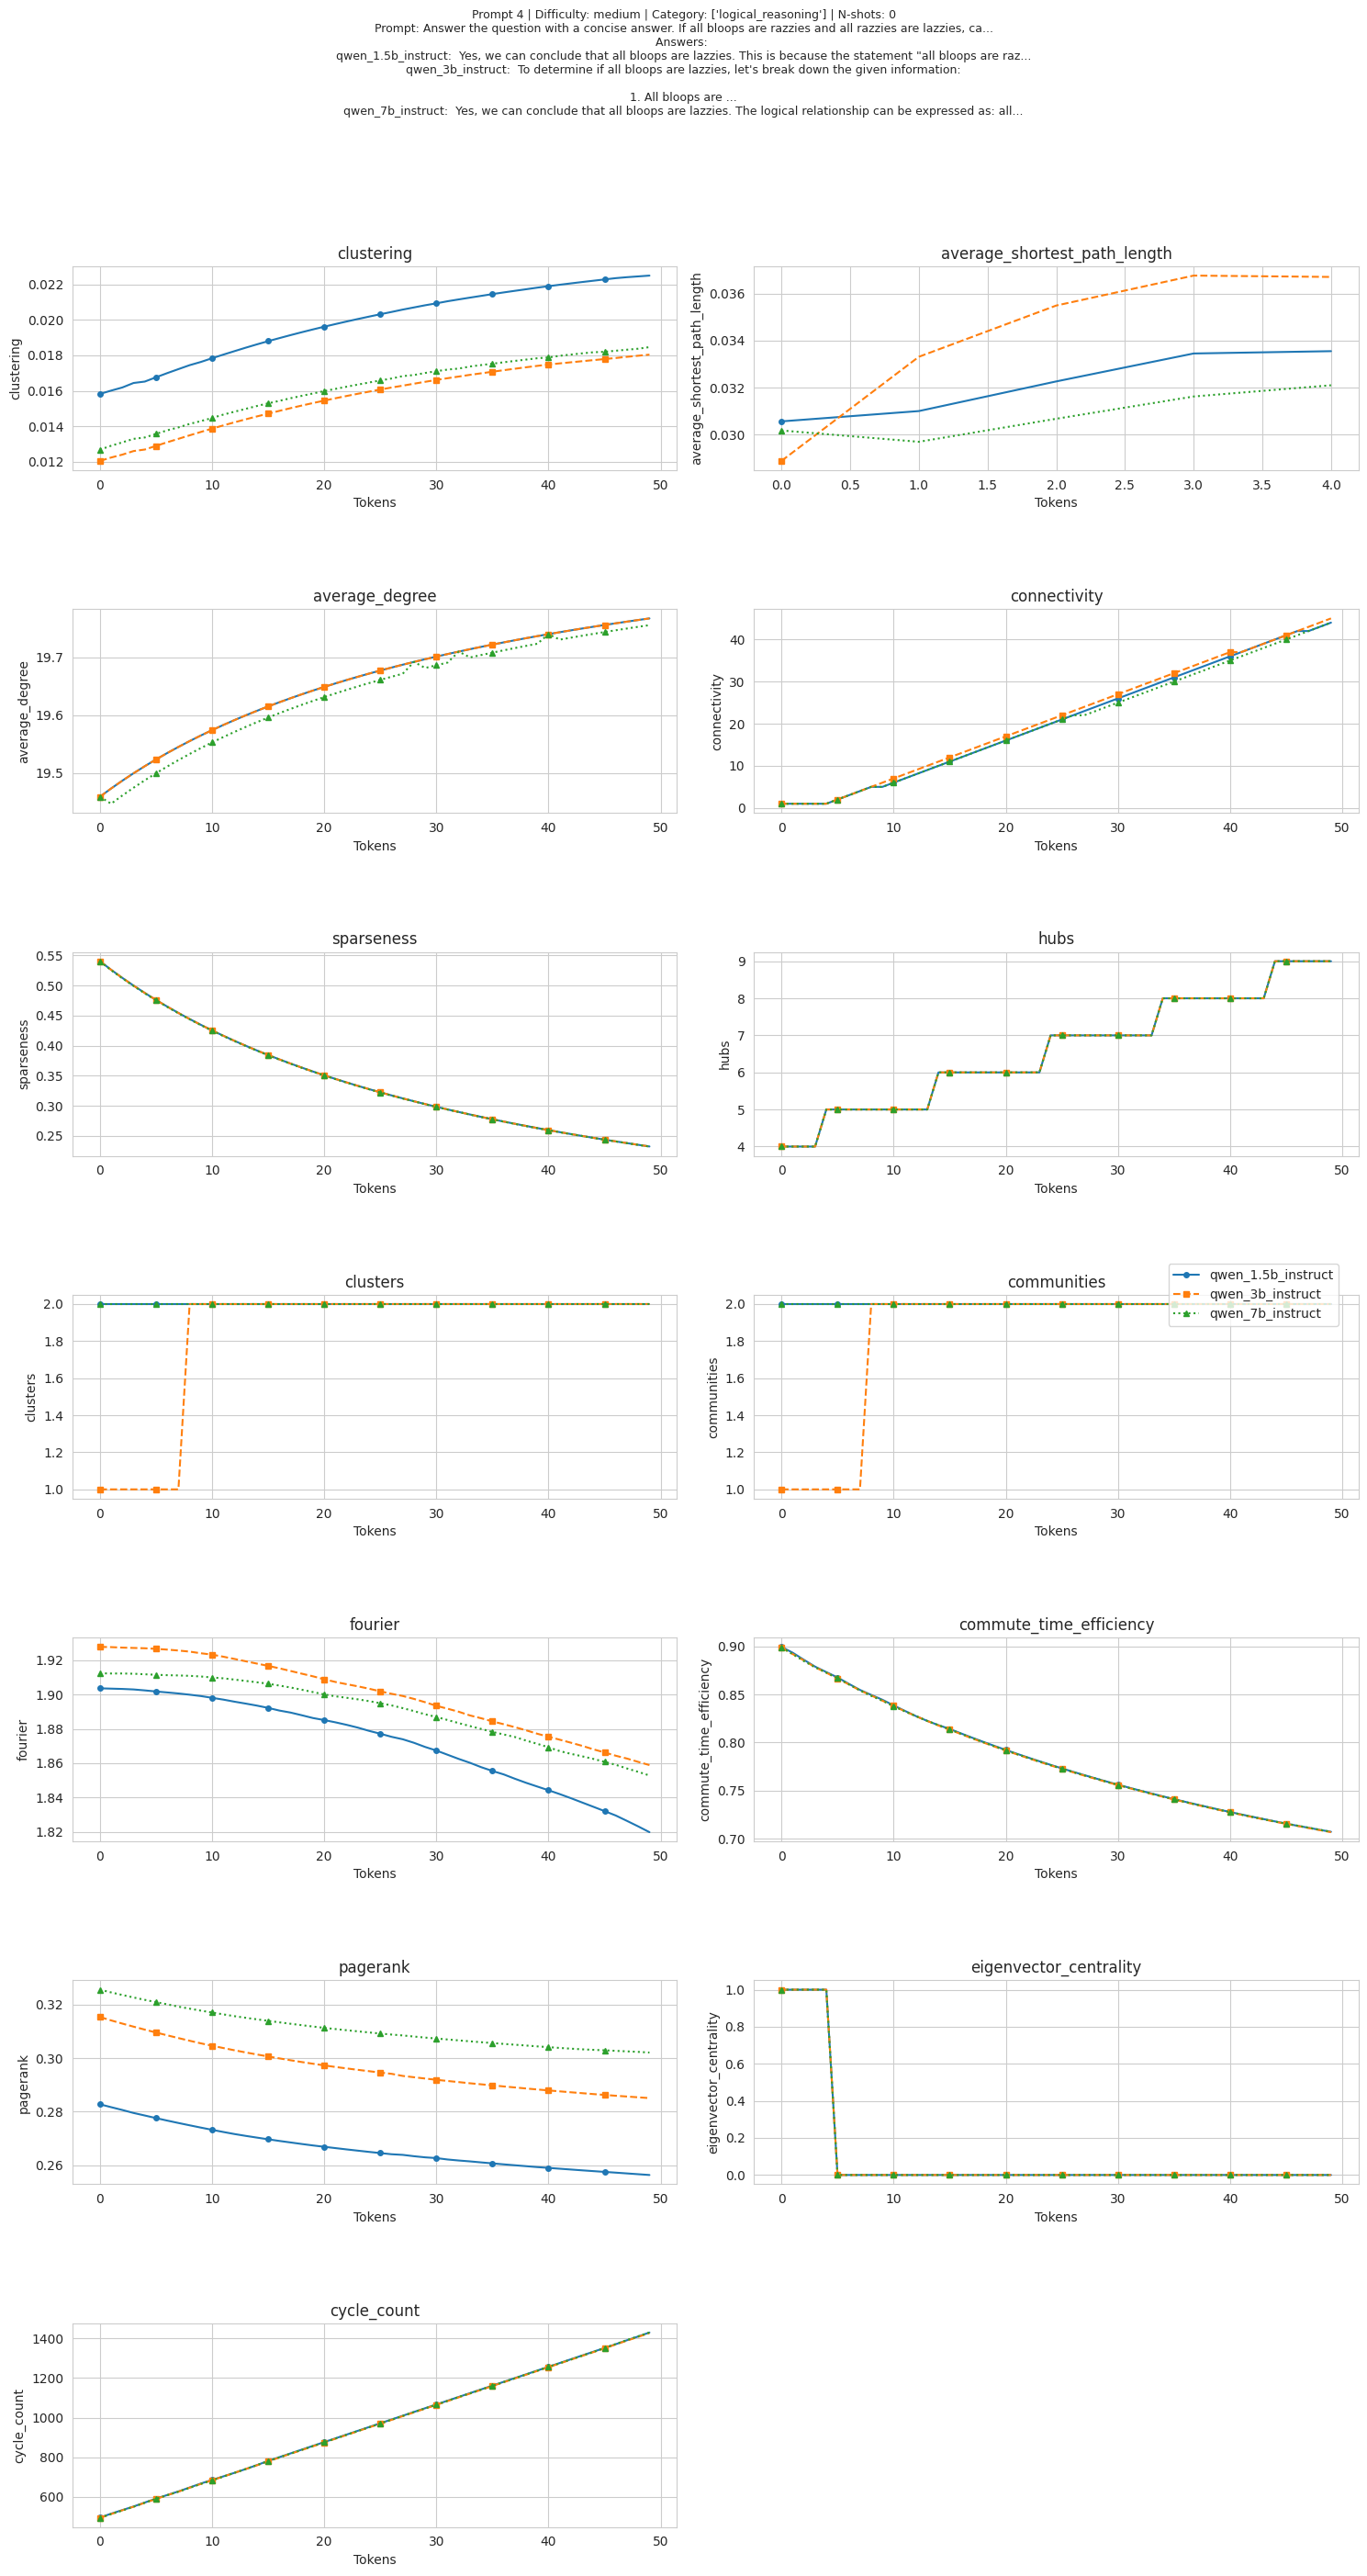 Prompt 4 | Difficulty: medium | Category: ['logical_reasoning'] | N-shots: 0
Prompt: Answer the question with a concise answer. If all bloops are razzies and all razzies are lazzies, ca...
Answers:
qwen_1.5b_instruct: Yes, we can conclude that all bloops are lazzies. This is because the statement "all bloops are raz...
qwen_3b_instruct: To determine if all bloops are lazzies, let's break down the given information:
1. All bloops are ...
qwen_7b_instruct: Yes, we can conclude that all bloops are lazzies. The logical relationship can be expressed as: all...
clustering
clustering
0.022
0.020
0.018
0.016
0.014
0.012
0 10 20 30 40 50
Tokens
average_shortest_path_length
average_shortest_path_length
0.036
0.034
0.032
0.030
0.0 0.5 1.0 1.5 2.0 2.5 3.0 3.5 4.0
Tokens
average_degree
average_degree
19.7
19.6
19.5
0 10 20 30 40 50
Tokens
connectivity
connectivity
40
30
20
10
0
0 10 20 30 40 50
Tokens
sparseness
sparseness
0.55
0.50
0.45
0.40
0.35
0.30
0.25
0 10 20 30 40 50
Tokens
hubs
hubs
9
8
7
6
5
4
0 10 20 30 40 50
Tokens
clusters
clusters
2.0
1.8
1.6
1.4
1.2
1.0
0 10 20 30 40 50
Tokens
communities
communities
2.0
1.8
1.6
1.4
1.2
1.0
0 10 20 30 40 50
Tokens
qwen_1.5b_instruct
qwen_3b_instruct
qwen_7b_instruct
fourier
fourier
1.92
1.90
1.88
1.86
1.84
1.82
0 10 20 30 40 50
Tokens
commute_time_efficiency
commute_time_efficiency
0.90
0.85
0.80
0.75
0.70
0 10 20 30 40 50
Tokens
pagerank
pagerank
0.32
0.30
0.28
0.26
0 10 20 30 40 50
Tokens
eigenvector_centrality
eigenvector_centrality
1.0
0.8
0.6
0.4
0.2
0.0
0 10 20 30 40 50
Tokens
cycle_count
cycle_count
1400
1200
1000
800
600
0 10 20 30 40 50
Tokens